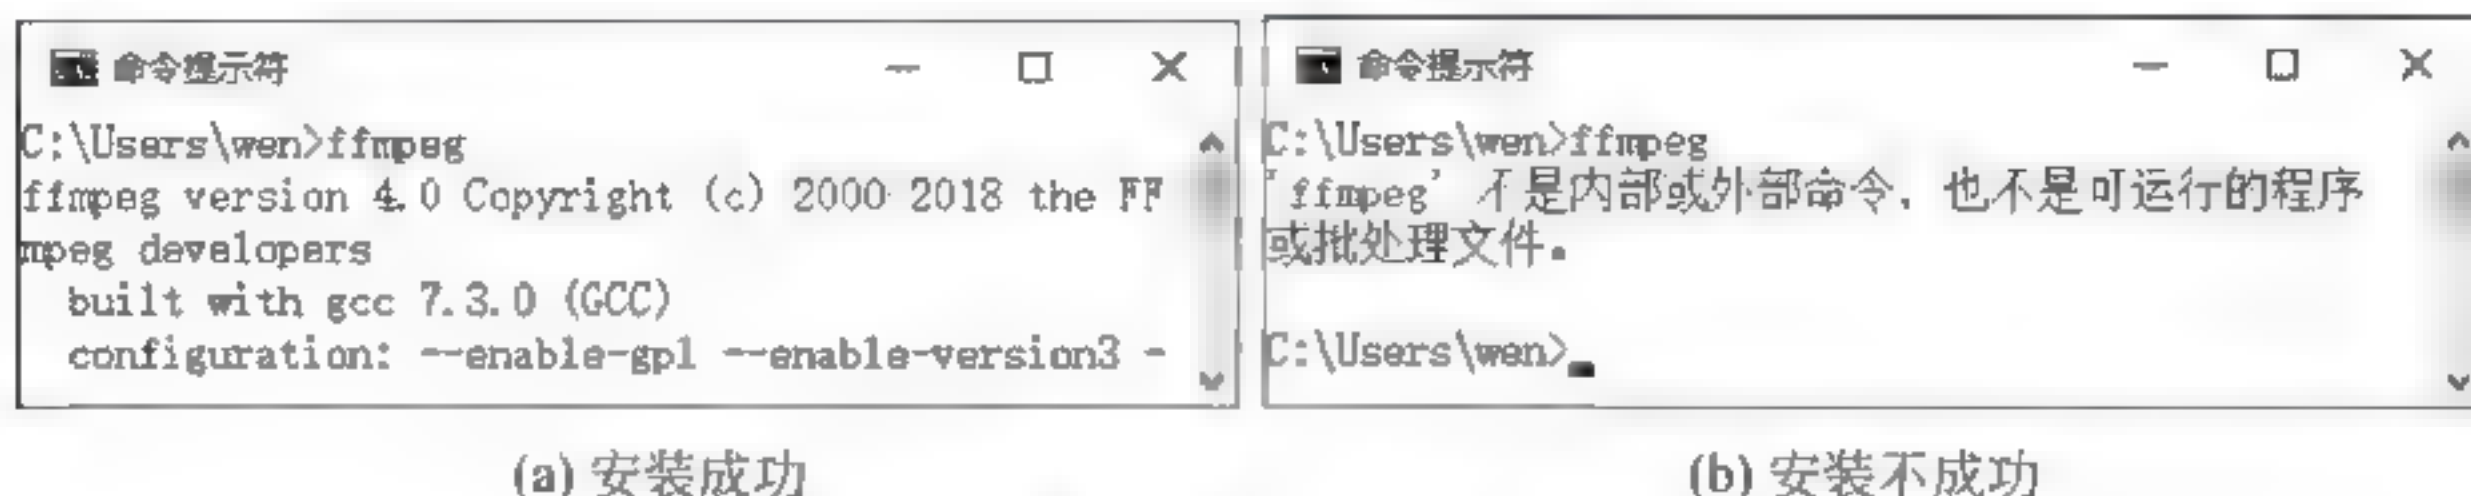 命令提示符
C:\Users\wen>ffmpeg
ffmpeg version 4.0 Copyright (c) 2000-2018 the FF
mpeg developers
  built with gcc 7.3.0 (GCC)
  configuration: --enable-gpl --enable-version3 -
(a) 安装成功
命令提示符
C:\Users\wen>ffmpeg
'ffmpeg' 不是内部或外部命令，也不是可运行的程序
或批处理文件。
C:\Users\wen>
(b) 安装不成功